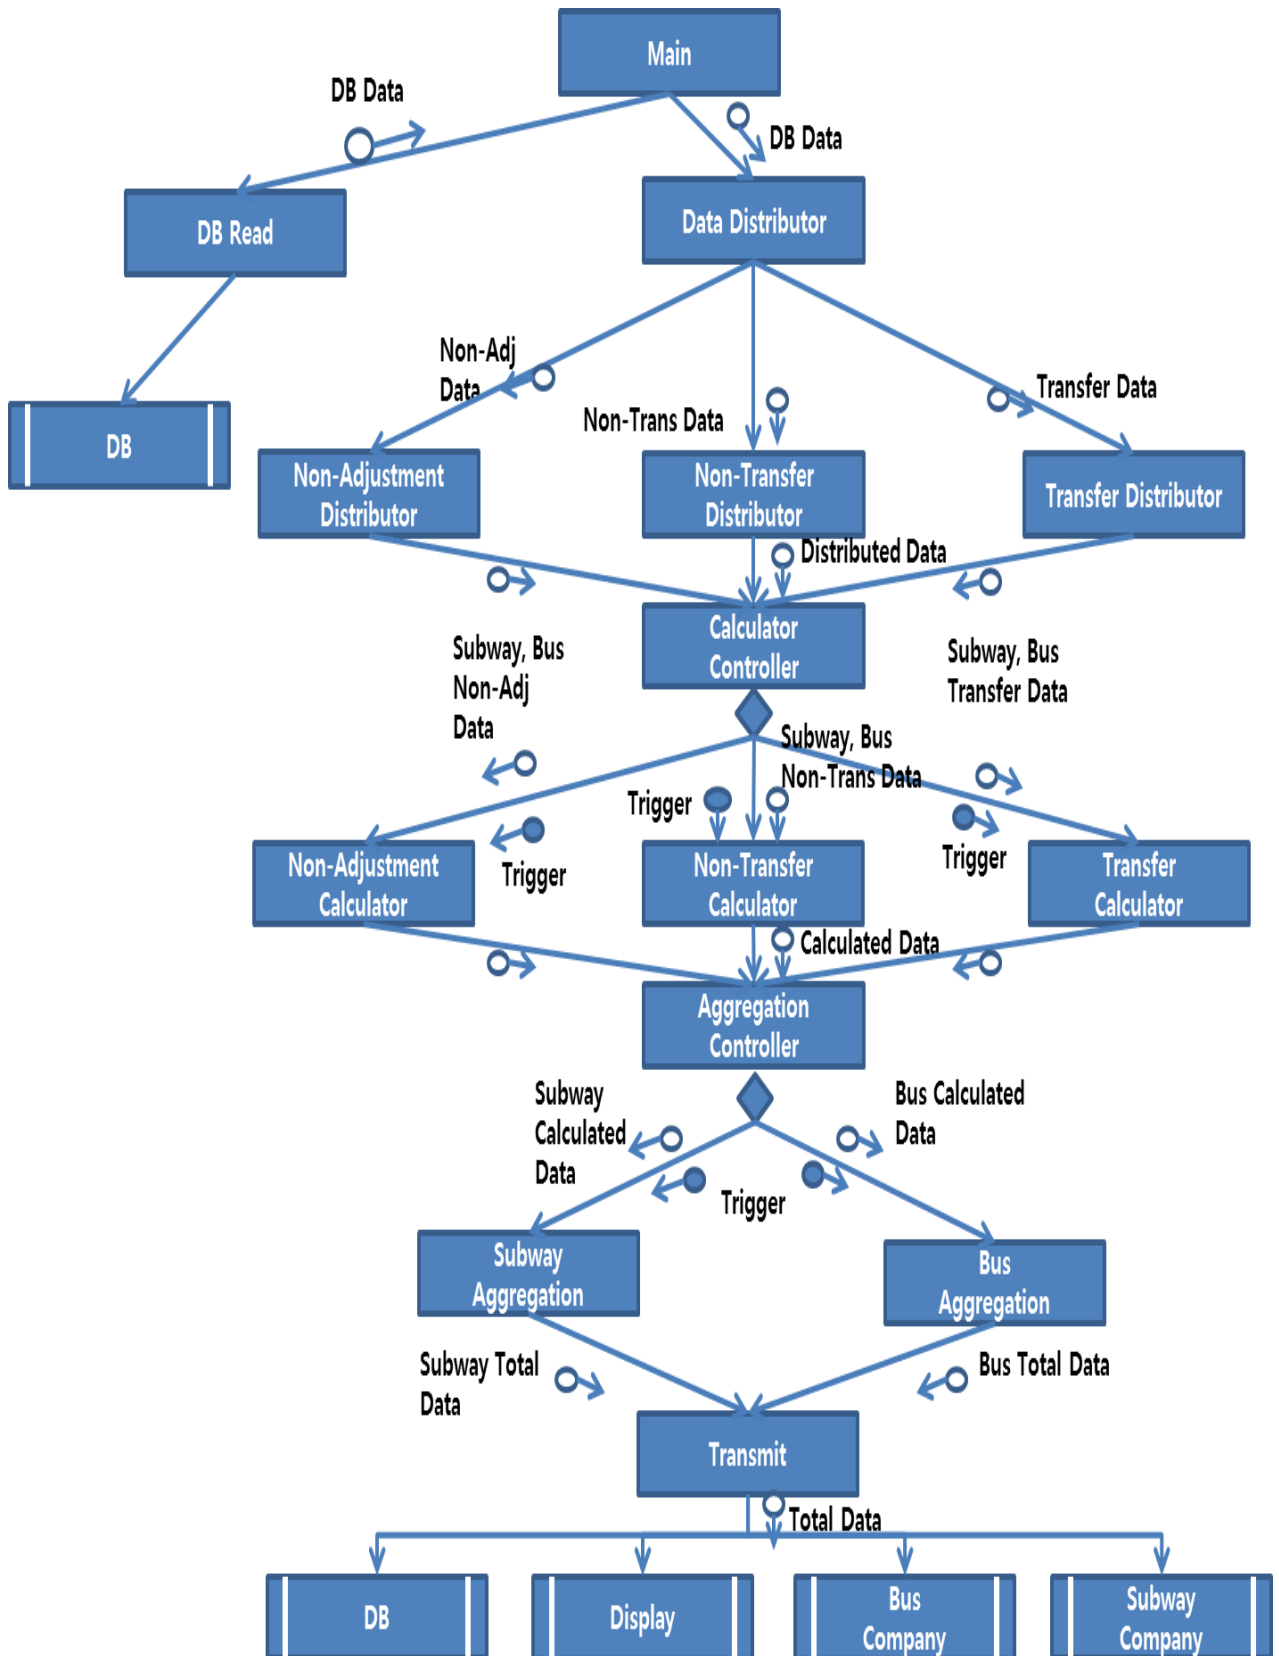 Main
DB Data
DB Data
Data Distributor
DB Read
Non-Adj
Data
Non-Trans Data
Transfer Data
DB
Non-Adjustment
Distributor
Non-Transfer
Distributor
Transfer Distributor
Distributed Data
Calculator
Controller
Subway, Bus
Non-Adj
Data
Subway, Bus
Transfer Data
Subway, Bus
Non-Trans Data
Trigger
Trigger
Trigger
Non-Adjustment
Calculator
Non-Transfer
Calculator
Transfer
Calculator
Calculated Data
Aggregation
Controller
Subway
Calculated
Data
Bus Calculated
Data
Trigger
Subway
Aggregation
Bus
Aggregation
Subway Total
Data
Bus Total Data
Transmit
Total Data
DB
Display
Bus
Company
Subway
Company